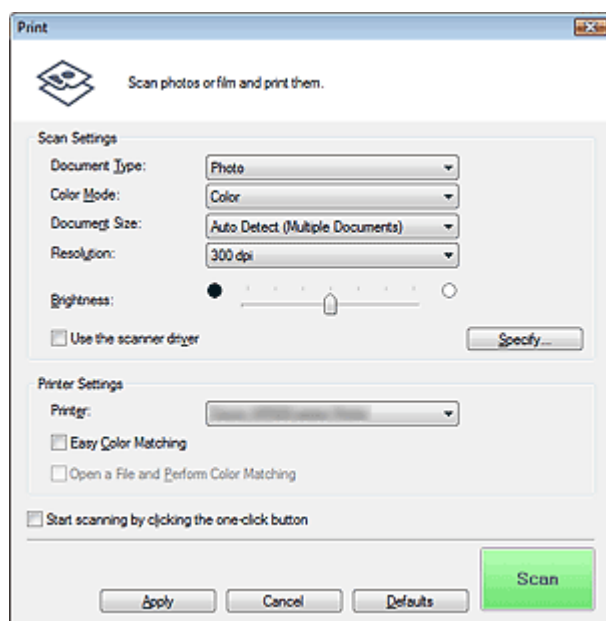 Print
Scan photos or film and print them.
Scan Settings
Document Type: Photo
Color Mode: Color
Document Size: Auto Detect (Multiple Documents)
Resolution: 300 dpi
Brightness:
Use the scanner driver Specify...
Printer Settings
Printer:
Easy Color Matching
Open a File and Perform Color Matching
Start scanning by clicking the one-click button
Scan
Apply Cancel Defaults